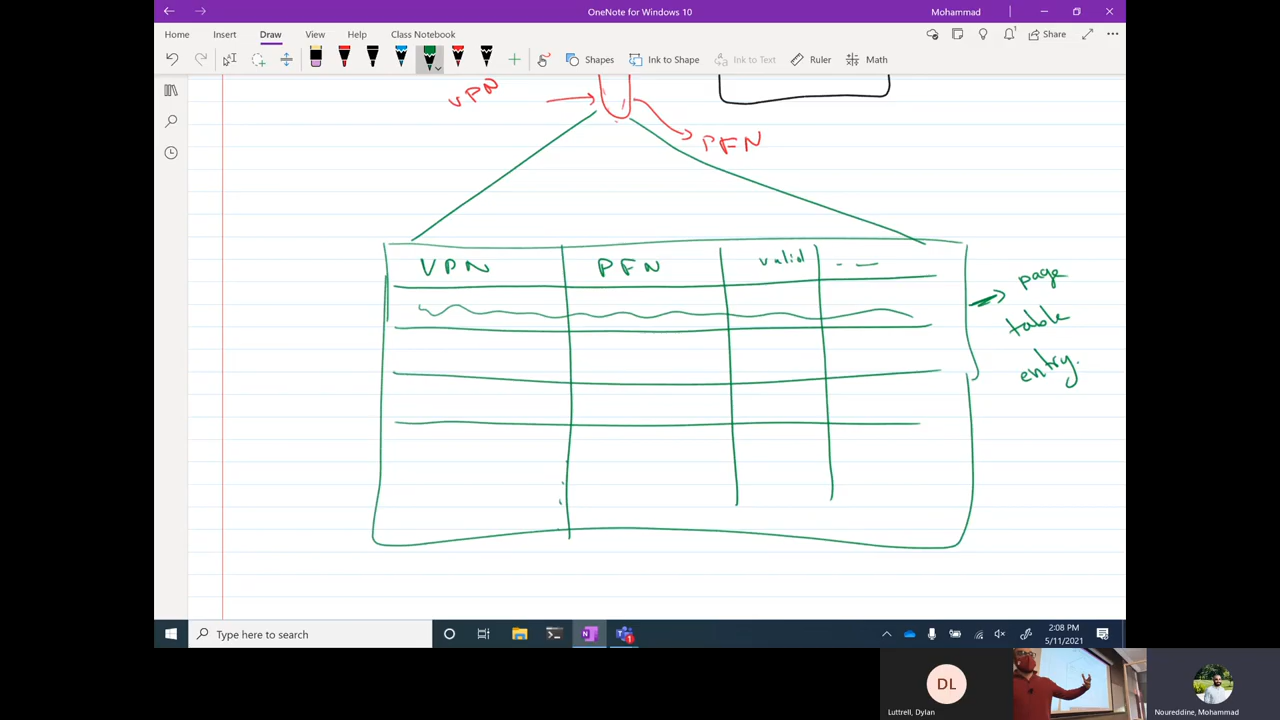 OneNote for Windows 10
Mohammad
Home Insert Draw View Help Class Notebook
Share
Shapes
Ink to Shape
Ink to Text
Ruler
Math
VPN
PFN
VPN PFN valid - -
page
table
entry.
Type here to search
1
2:08 PM
5/11/2021
DL
Luttrell, Dylan
Noureddine, Mohammad